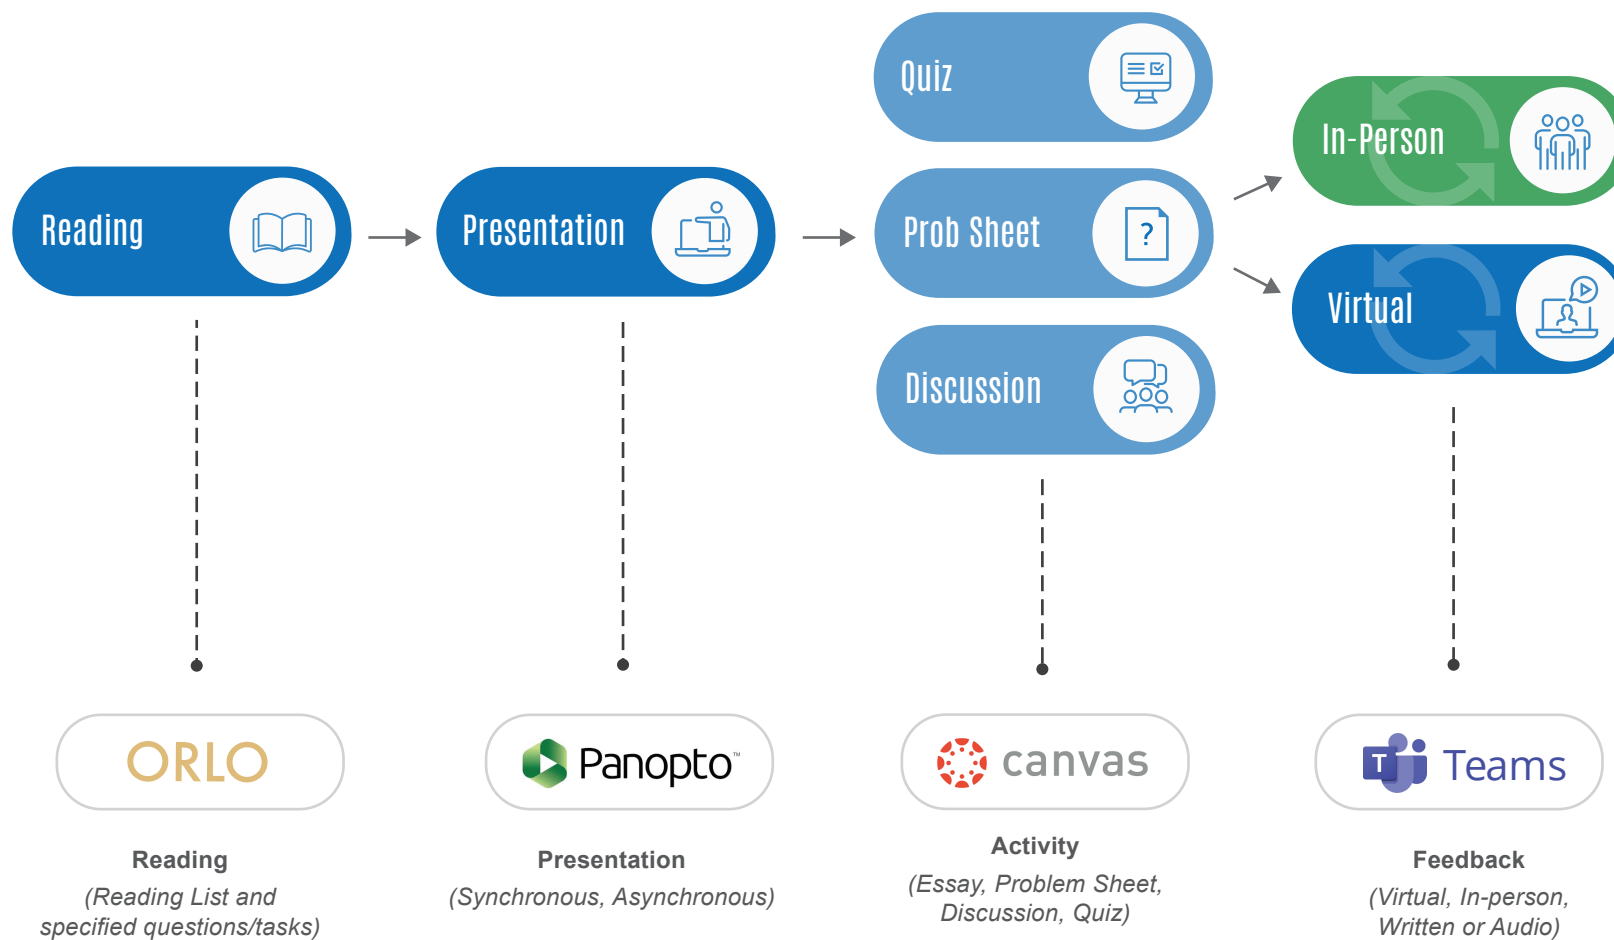 Reading
Presentation
Quiz
Prob Sheet
?
Discussion
In-Person
Virtual
ORLO
Panopto™
canvas
T
Teams
Reading
(Reading List and
specified questions/tasks)
Presentation
(Synchronous, Asynchronous)
Activity
(Essay, Problem Sheet,
Discussion, Quiz)
Feedback
(Virtual, In-person,
Written or Audio)